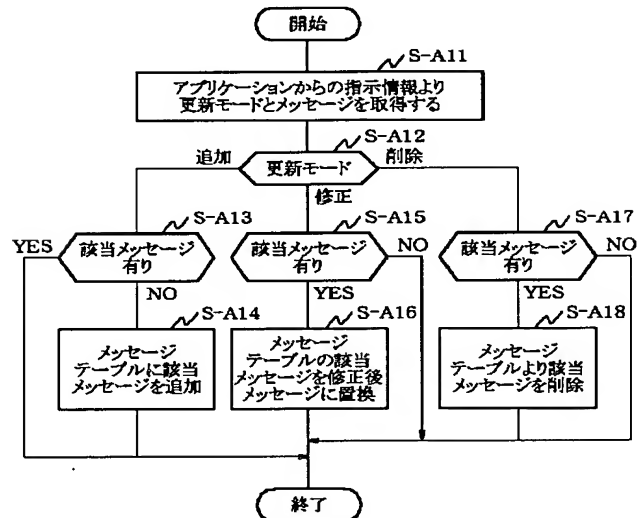 開始
S-A11
アプリケーションからの指示情報より
更新モードとメッセージを取得する
S-A12
追加
更新モード
削除
修正
S-A13
YES
該当メッセージ
有り
NO
S-A14
メッセージ
テーブルに該当
メッセージを追加
S-A15
該当メッセージ
有り
NO
YES
S-A16
メッセージ
テーブルの該当
メッセージを修正後
メッセージに置換
S-A17
該当メッセージ
有り
NO
YES
S-A18
メッセージ
テーブルより該当
メッセージを削除
終了